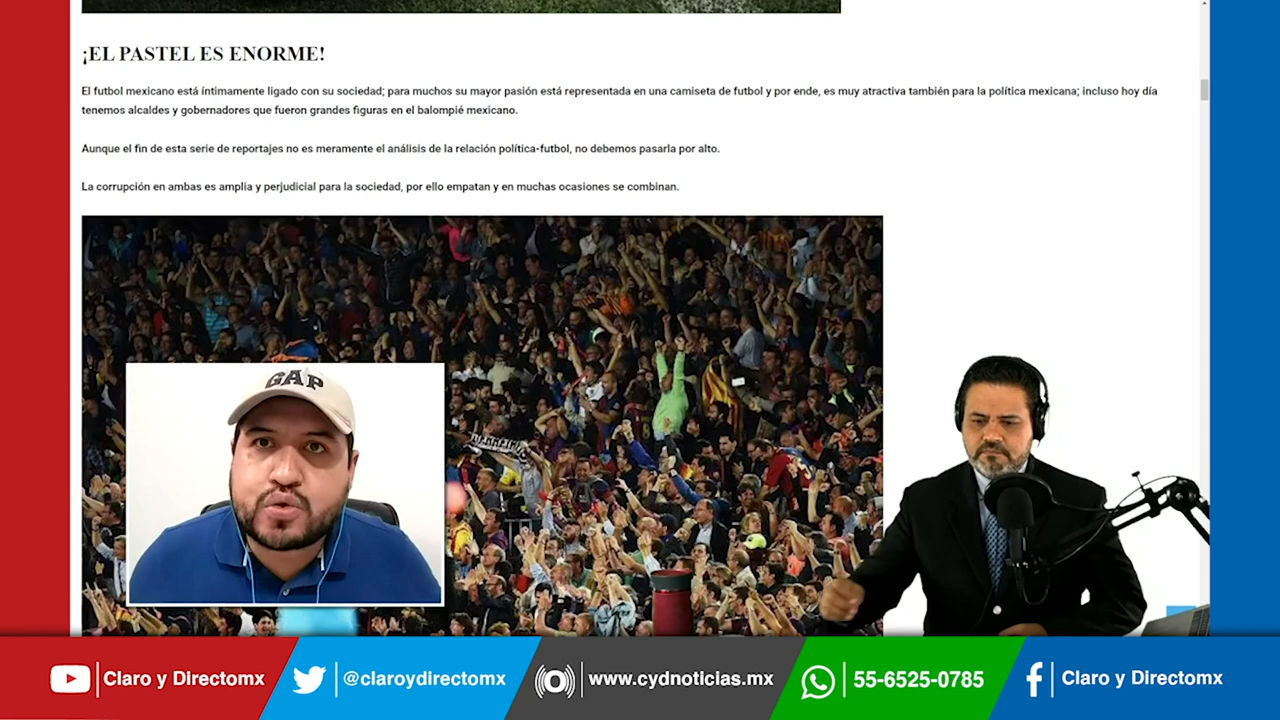 ¡EL PASTEL ES ENORME!
El futbol mexicano está íntimamente ligado con su sociedad; para muchos su mayor pasión está representada en una camiseta de futbol y por ende, es muy atractiva también para la política mexicana; incluso hoy día
tenemos alcaldes y gobernadores que fueron grandes figuras en el balompié mexicano.
Aunque el fin de esta serie de reportajes no es meramente el análisis de la relación política-futbol, no debemos pasarla por alto.
La corrupción en ambas es amplia y perjudicial para la sociedad, por ello empatan y en muchas ocasiones se combinan.
GAP
Claro y Directomx
@claroydirectomx
www.cydnoticias.mx
55-6525-0785
Claro y Directomx